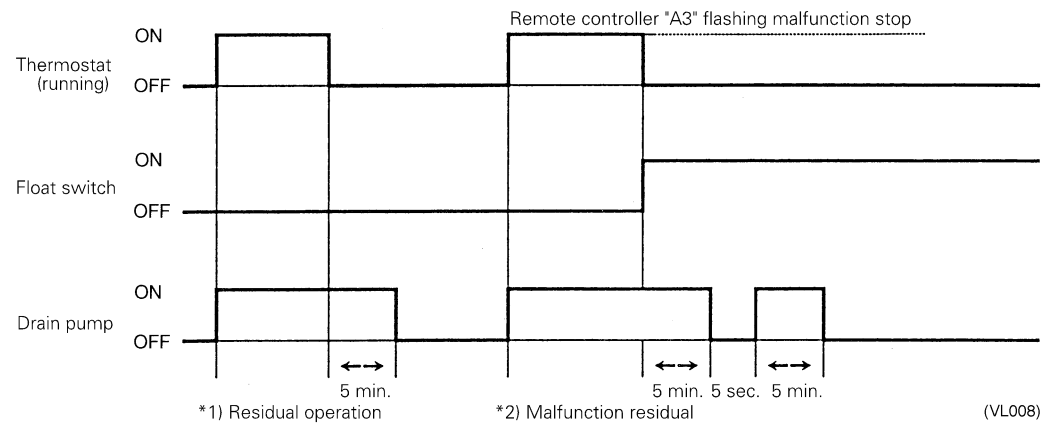 Remote controller "A3" flashing malfunction stop
ON
Thermostat
(running)
OFF
ON
Float switch
OFF
ON
Drain pump
OFF
5 min.
5 min. 5 sec. 5 min.
*1) Residual operation
*2) Malfunction residual
(VL008)